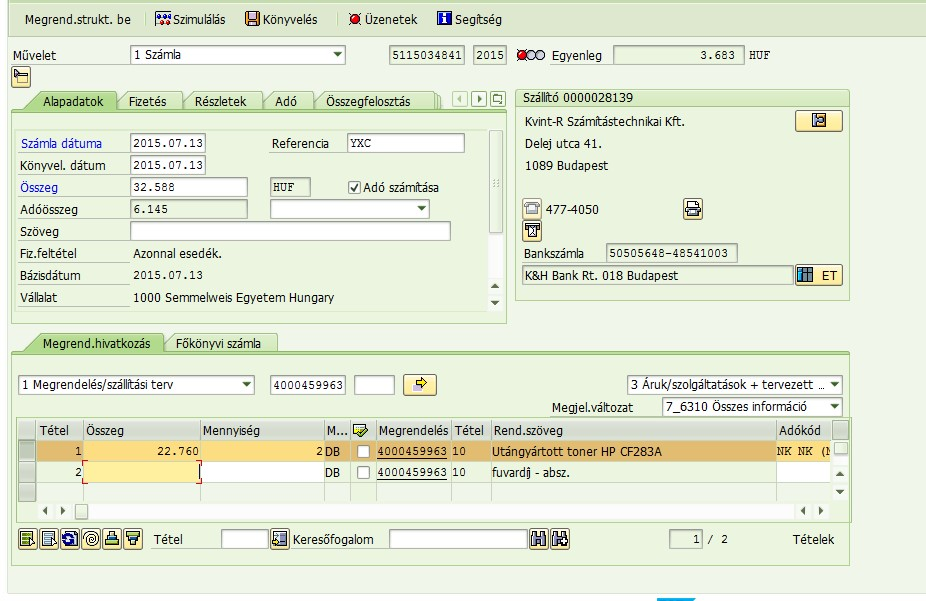 Megrend.strukt. be Szimulálás Könyvelés Üzenetek Segítség
Művelet 1 Számla 5115034841 2015 Egyenleg 3.683 HUF
Alapadatok Fizetés Részletek Adó Összegfelosztás
Számla dátuma 2015.07.13 Referencia YXC
Könyvel. dátum 2015.07.13
Összeg 32.588 HUF Adó számítása
Adóösszeg 6.145
Szöveg
Fiz.feltétel Azonnal esedék.
Bázisdátum 2015.07.13
Vállalat 1000 Semmelweis Egyetem Hungary
Szállító 0000028139
Kvint-R Számítástechnikai Kft.
Delej utca 41.
1089 Budapest
477-4050
Bankszámla 50505648-48541003
K&H Bank Rt. 018 Budapest ET
Megrend.hivatkozás Főkönyvi számla
1 Megrendelés/szállítási terv 4000459963 3 Áruk/szolgáltatások + tervezett ...
Megjel.változat 7_6310 Összes információ
Tétel Összeg Mennyiség M... Megrendelés Tétel Rend.szöveg Adókód
1 22.760 2 DB 4000459963 10 Utángyártott toner HP CF283A NK NK (N
2 DB 4000459963 10 fuvardíj - absz.
Tétel Keresőfogalom 1 / 2 Tételek